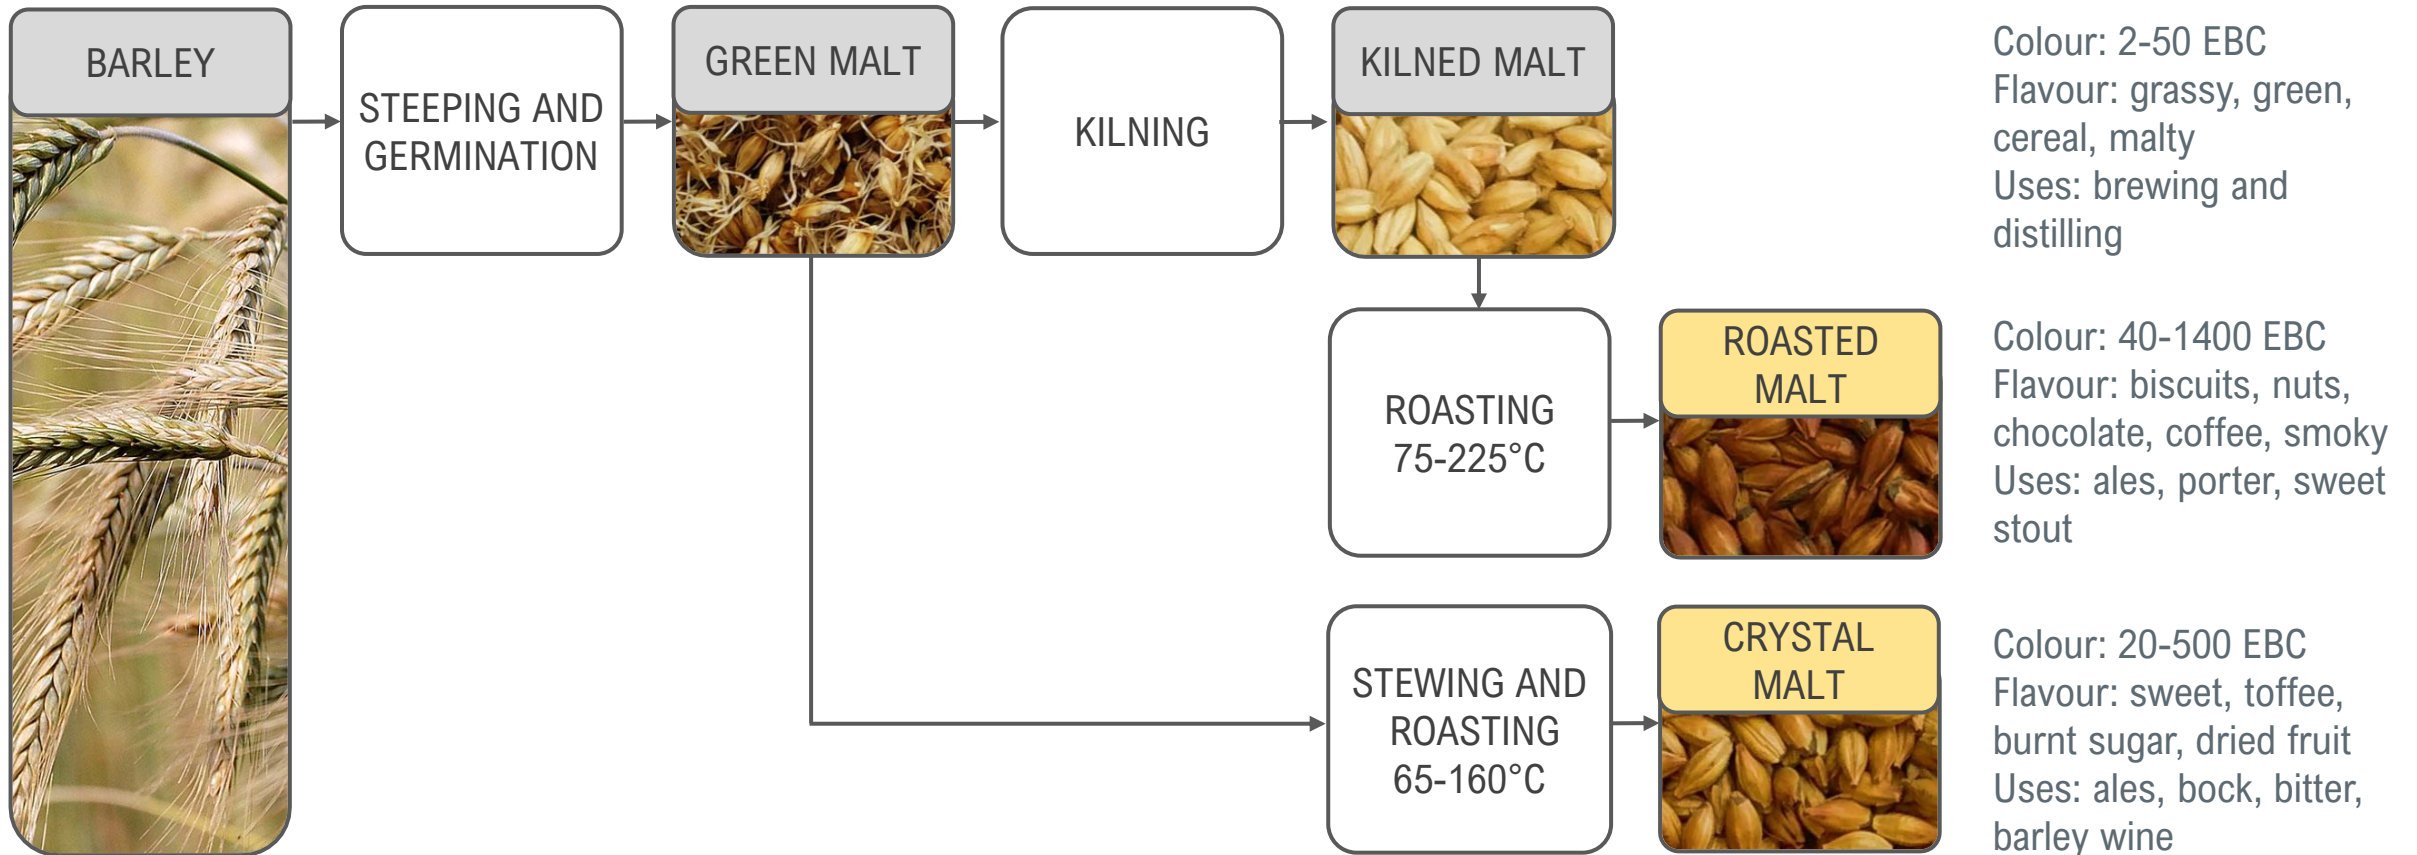 BARLEY
STEEPING AND
GERMINATION
GREEN MALT
KILNING
KILNED MALT
Colour: 2-50 EBC
Flavour: grassy, green,
cereal, malty
Uses: brewing and
distilling
ROASTING
75-225°C
ROASTED
MALT
Colour: 40-1400 EBC
Flavour: biscuits, nuts,
chocolate, coffee, smoky
Uses: ales, porter, sweet
stout
STEWING AND
ROASTING
65-160°C
CRYSTAL
MALT
Colour: 20-500 EBC
Flavour: sweet, toffee,
burnt sugar, dried fruit
Uses: ales, bock, bitter,
barley wine